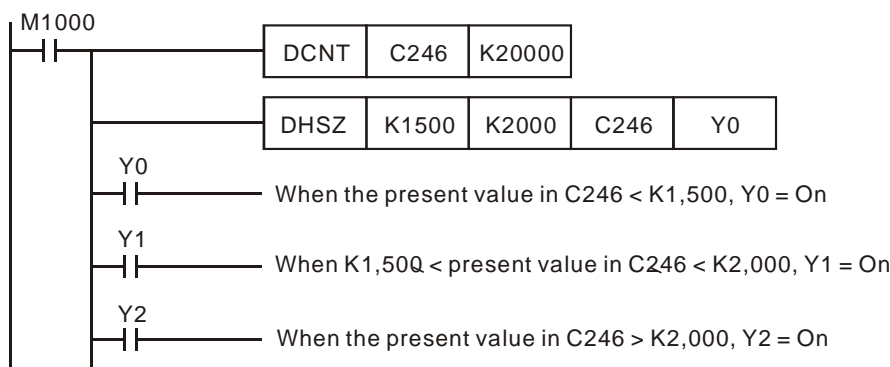 M1000
DCNT C246 K20000
DHSZ K1500 K2000 C246 Y0
Y0
When the present value in C246 < K1,500, Y0 = On
Y1
When K1,500 < present value in C246 < K2,000, Y1 = On
Y2
When the present value in C246 > K2,000, Y2 = On